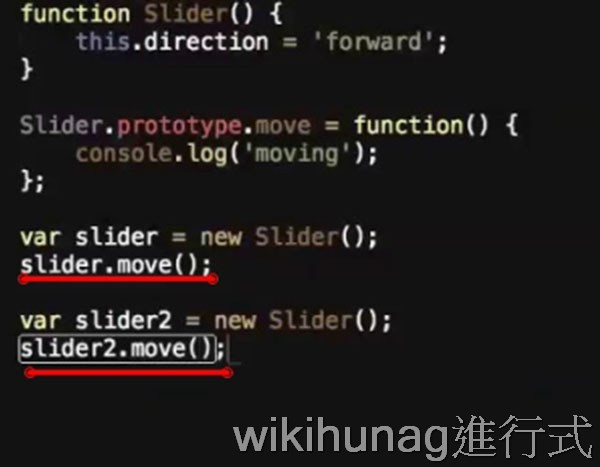 function Slider() {
this.direction = 'forward';
}
Slider.prototype.move = function() {
console.log('moving');
};
var slider = new Slider();
slider.move();
var slider2 = new Slider();
slider2.move();
wikihunag進行式